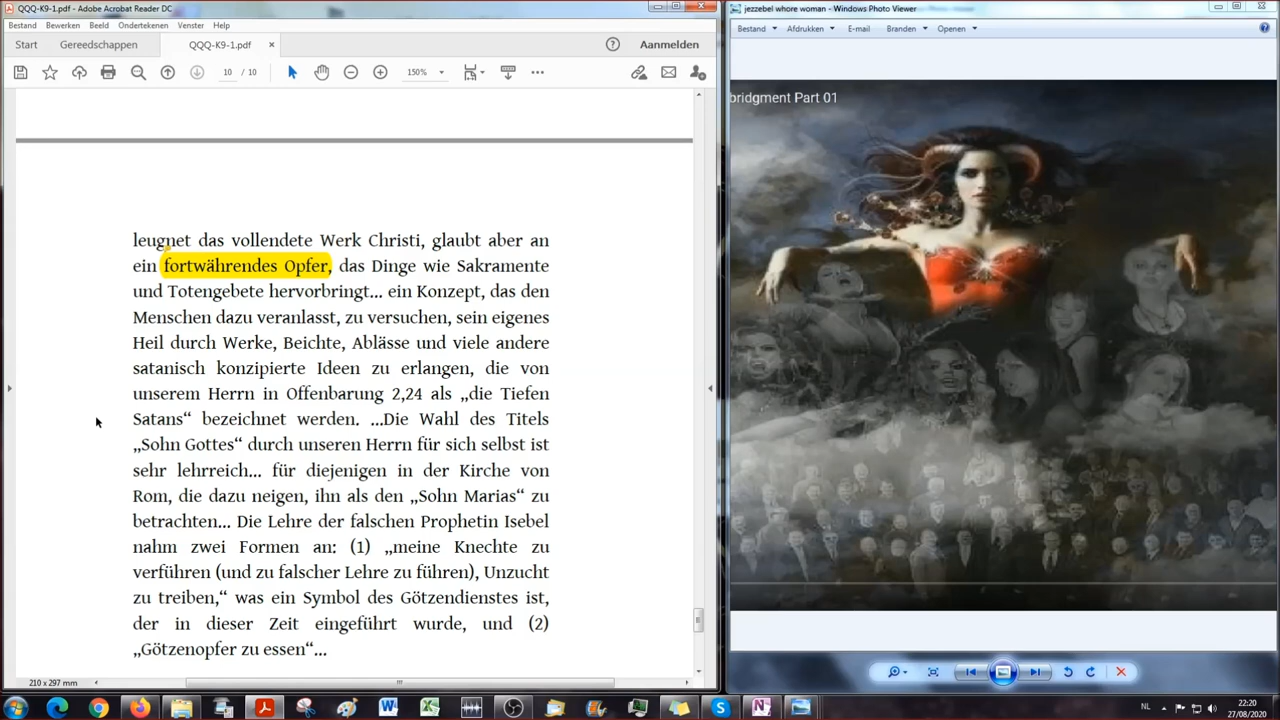 QQQ-K9-1.pdf - Adobe Acrobat Reader DC
Bestand Bewerken Beeld Ondertekenen Venster Help
Start Gereedschappen QQQ-K9-1.pdf × Anmelden
10 / 10 150%
leugnet das vollendete Werk Christi, glaubt aber an
ein fortwährendes Opfer, das Dinge wie Sakramente
und Totengebete hervorbringt... ein Konzept, das den
Menschen dazu veranlasst, zu versuchen, sein eigenes
Heil durch Werke, Beichte, Ablässe und viele andere
satanisch konzipierte Ideen zu erlangen, die von
unserem Herrn in Offenbarung 2,24 als „die Tiefen
Satans“ bezeichnet werden. ...Die Wahl des Titels
„Sohn Gottes“ durch unseren Herrn für sich selbst ist
sehr lehrreich... für diejenigen in der Kirche von
Rom, die dazu neigen, ihn als den „Sohn Marias“ zu
betrachten... Die Lehre der falschen Prophetin Isebel
nahm zwei Formen an: (1) „meine Knechte zu
verführen (und zu falscher Lehre zu führen), Unzucht
zu treiben,“ was ein Symbol des Götzendienstes ist,
der in dieser Zeit eingeführt wurde, und (2)
„Götzenopfer zu essen“...
210 x 297 mm
jezzebel whore woman - Windows Photo Viewer
Bestand Afdrukken E-mail Branden Openen
bridgment Part 01
NL 22:20
27/08/2020